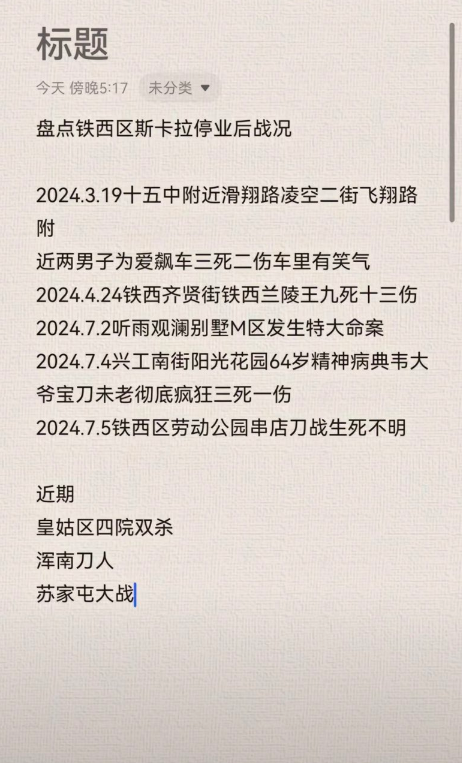 标题
今天 傍晚5:17 未分类
盘点铁西区斯卡拉停业后战况
2024.3.19十五中附近滑翔路凌空二街飞翔路
附
近两男子为爱飙车三死二伤车里有笑气
2024.4.24铁西齐贤街铁西兰陵王九死十三伤
2024.7.2听雨观澜别墅M区发生特大命案
2024.7.4兴工南街阳光花园64岁精神病典韦大
爷宝刀未老彻底疯狂三死一伤
2024.7.5铁西区劳动公园串店刀战生死不明
近期
皇姑区四院双杀
浑南刀人
苏家屯大战